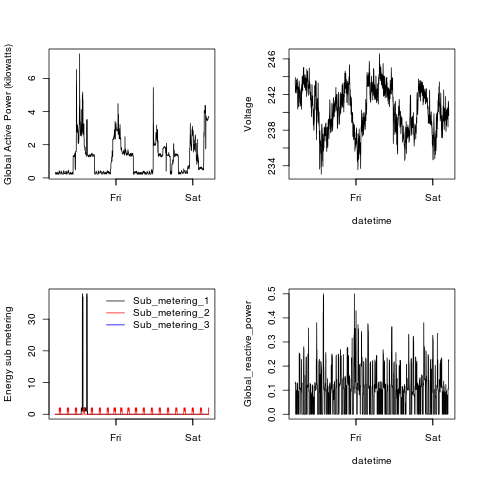 Global Active Power (kilowatts)
0 2 4 6
Fri Sat
Voltage
234 238 242 246
Fri Sat
datetime
Energy sub metering
0 10 20 30
Sub_metering_1
Sub_metering_2
Sub_metering_3
Fri Sat
Global_reactive_power
0.0 0.1 0.2 0.3 0.4 0.5
Fri Sat
datetime